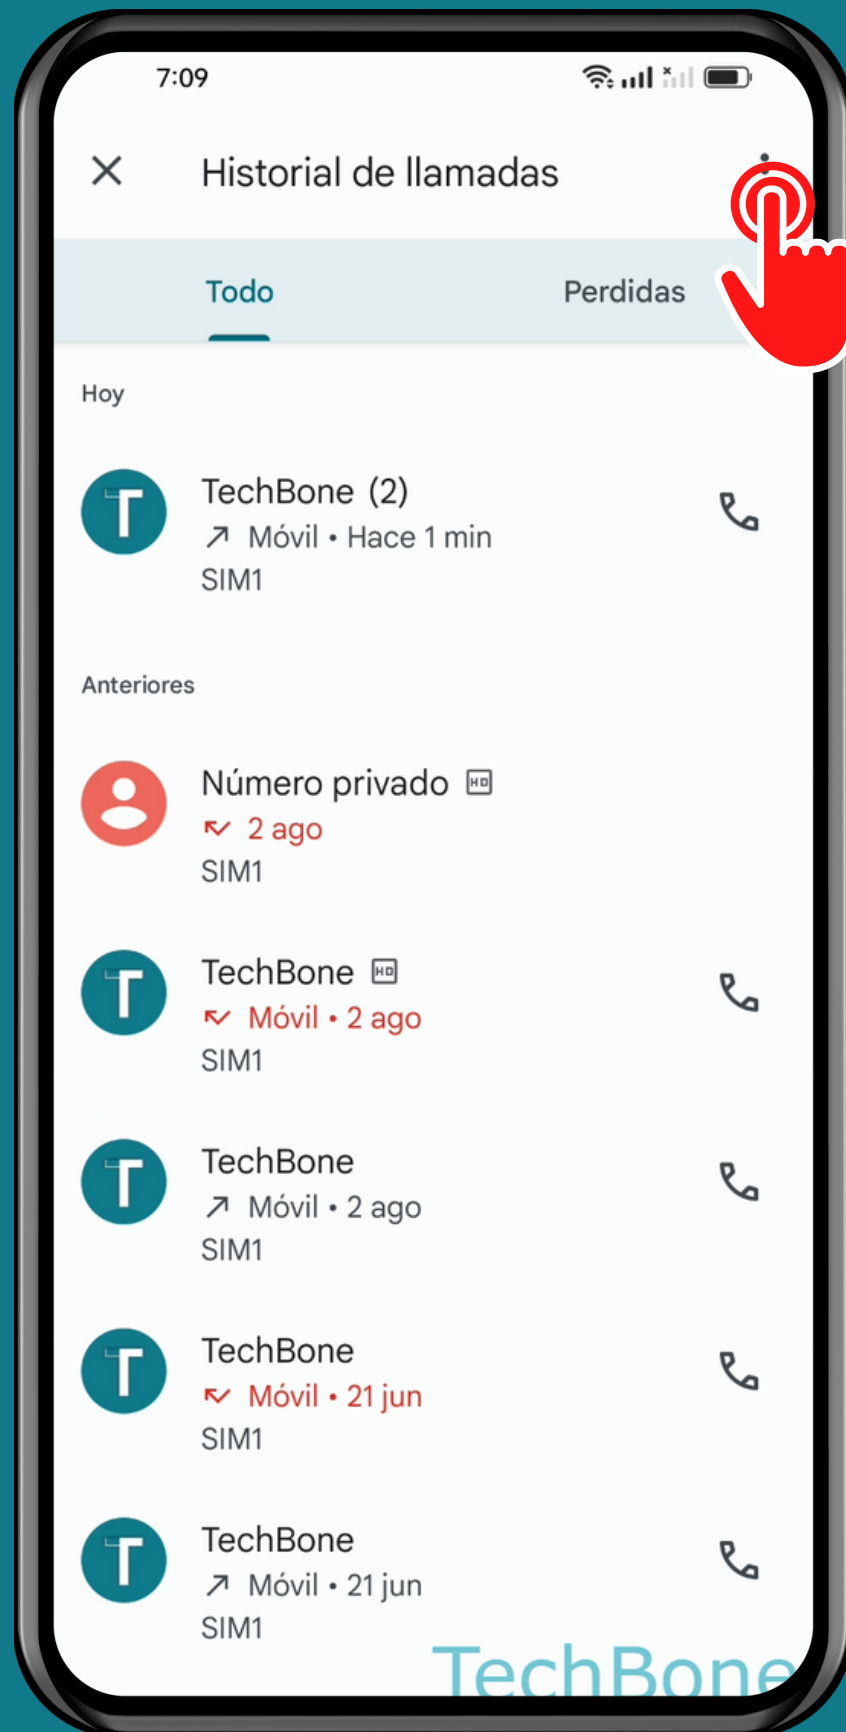 7:09
Historial de llamadas
Todo
Perdidas
Hoy
TechBone (2)
Móvil • Hace 1 min
SIM1
Anteriores
Número privado HD
2 ago
SIM1
TechBone HD
Móvil • 2 ago
SIM1
TechBone
Móvil • 2 ago
SIM1
TechBone
Móvil • 21 jun
SIM1
TechBone
Móvil • 21 jun
SIM1
TechBone